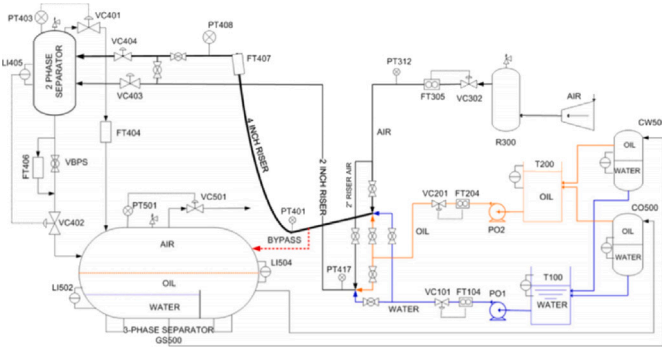 PT403
VC401
PT408
VC404
LI405
2 PHASE
SEPARATOR
FT407
VC403
PT312
FT305
VC302
R300
AIR
CW500
OIL
WATER
FT404
4 INCH RISER
2 INCH RISER
AIR
2" RISER AIR
FT406
VBPS
VC402
PT501
VC501
PT401
BYPASS
VC201
FT204
OIL
PO2
T200
OIL
CO500
OIL
WATER
AIR
OIL
WATER
LI502
LI504
3-PHASE SEPARATOR
GS500
PT417
WATER
VC101
FT104
PO1
T100
WATER